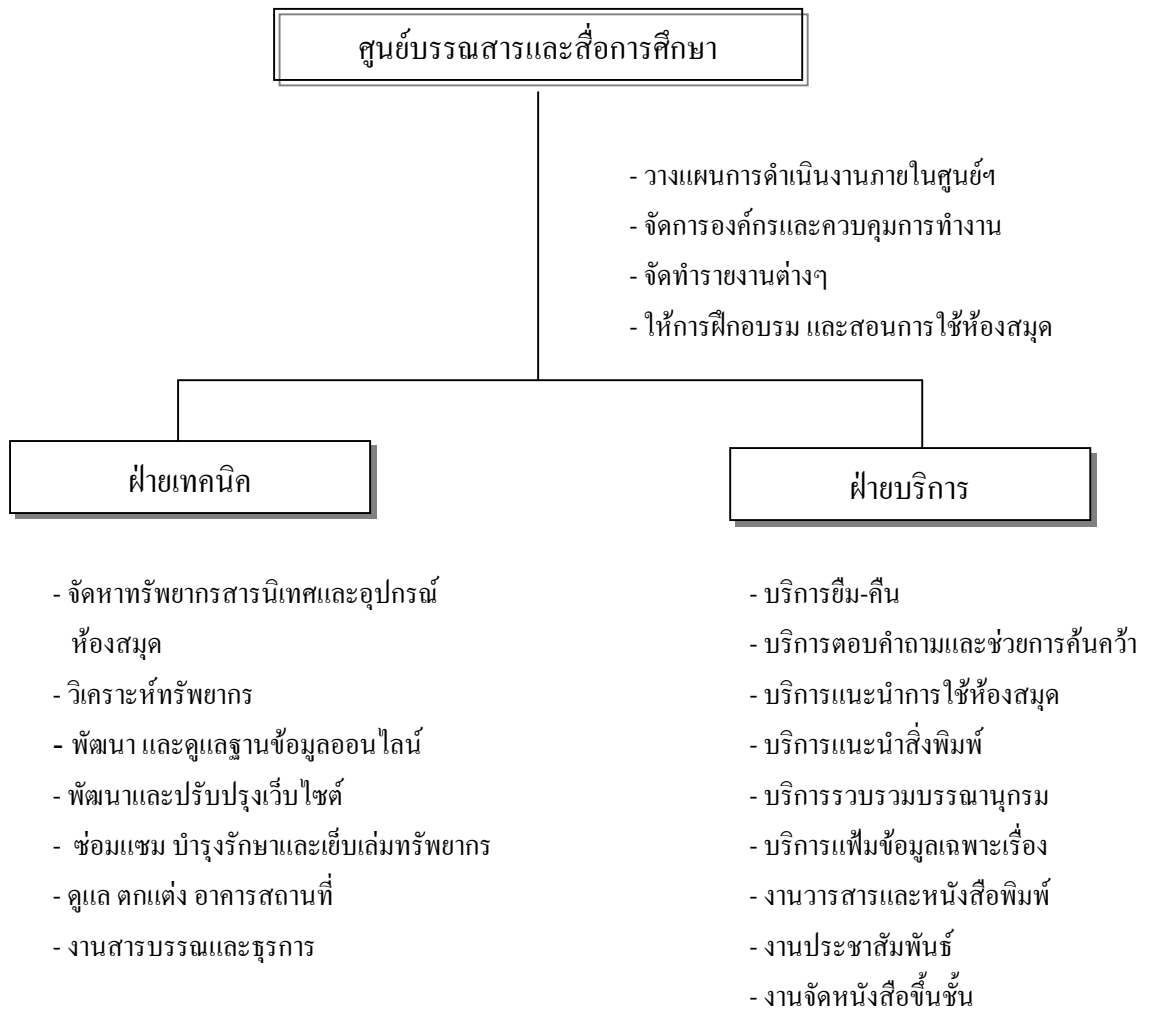 ศูนย์บรรณสารและสื่อการศึกษา
- วางแผนการดำเนินงานภายในศูนย์ฯ
- จัดการองค์กรและควบคุมการทำงาน
- จัดทำรายงานต่างๆ
- ให้การฝึกอบรม และสอนการใช้ห้องสมุด
ฝ่ายเทคนิค
- จัดหาทรัพยากรสารนิเทศและอุปกรณ์
ห้องสมุด
- วิเคราะห์ทรัพยากร
- พัฒนา และดูแลฐานข้อมูลออนไลน์
- พัฒนาและปรับปรุงเว็บไซต์
- ซ่อมแซม บำรุงรักษาและเย็บเล่มทรัพยากร
- ดูแล ตกแต่ง อาคารสถานที่
- งานสารบรรณและธุรการ
ฝ่ายบริการ
- บริการยืม-คืน
- บริการตอบคำถามและช่วยการค้นคว้า
- บริการแนะนำการใช้ห้องสมุด
- บริการแนะนำสิ่งพิมพ์
- บริการรวบรวมบรรณานุกรม
- บริการแฟ้มข้อมูลเฉพาะเรื่อง
- งานวารสารและหนังสือพิมพ์
- งานประชาสัมพันธ์
- งานจัดหนังสือขึ้นชั้น